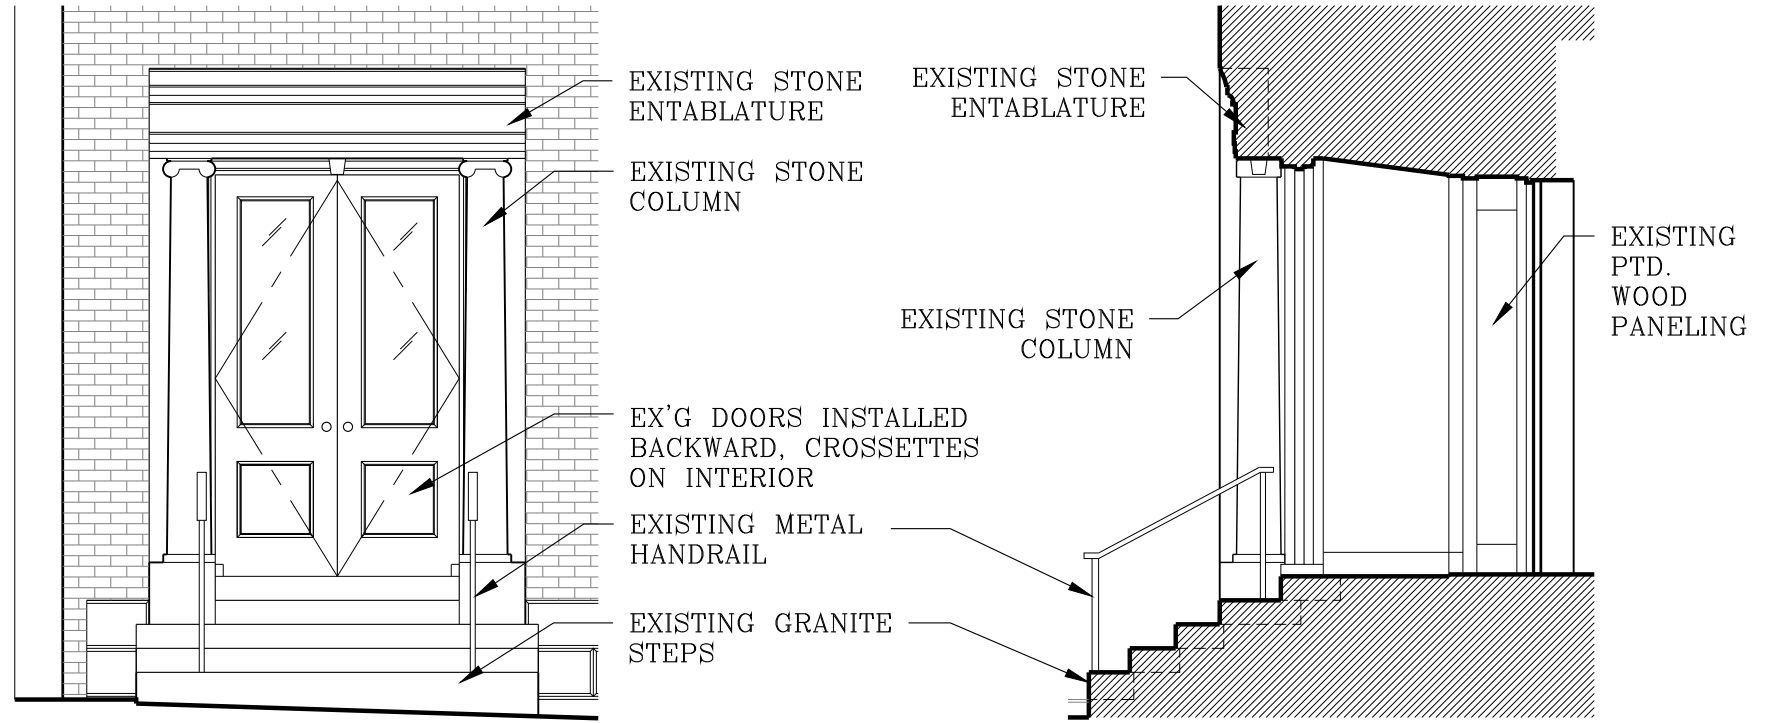 EXISTING STONE
ENTABLATURE
EXISTING STONE
COLUMN
EX'G DOORS INSTALLED
BACKWARD, CROSSETTES
ON INTERIOR
EXISTING METAL
HANDRAIL
EXISTING GRANITE
STEPS
EXISTING STONE
ENTABLATURE
EXISTING STONE
COLUMN
EXISTING
PTD.
WOOD
PANELING